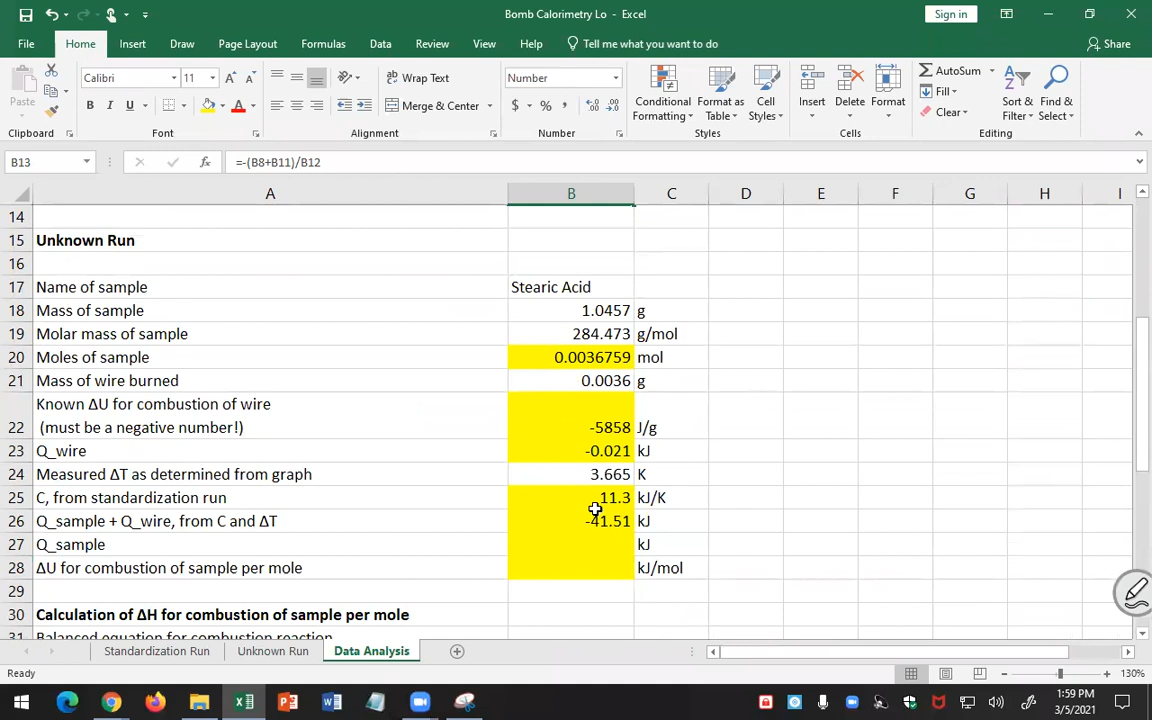 Bomb Calorimetry Lo - Excel
Sign in
File Home Insert Draw Page Layout Formulas Data Review View Help Tell me what you want to do Share
Paste Calibri 11 A A Wrap Text Number Conditional Formatting Format as Table Cell Styles Insert Delete Format AutoSum Sort & Filter Find & Select
B I U A Merge & Center $ % , Fill
Clear
Clipboard Font Alignment Number Styles Cells Editing
B13 fx =-(B8+B11)/B12
A B C D E F G H I
14
15 Unknown Run
16
17 Name of sample Stearic Acid
18 Mass of sample 1.0457 g
19 Molar mass of sample 284.473 g/mol
20 Moles of sample 0.0036759 mol
21 Mass of wire burned 0.0036 g
Known ΔU for combustion of wire
22 (must be a negative number!) -5858 J/g
23 Q_wire -0.021 kJ
24 Measured ΔT as determined from graph 3.665 K
25 C, from standardization run 11.3 kJ/K
26 Q_sample + Q_wire, from C and ΔT -41.51 kJ
27 Q_sample kJ
28 ΔU for combustion of sample per mole kJ/mol
29
30 Calculation of ΔH for combustion of sample per mole
31 Balanced equation for combustion reaction
Standardization Run Unknown Run Data Analysis
Ready 130%
1:59 PM
3/5/2021